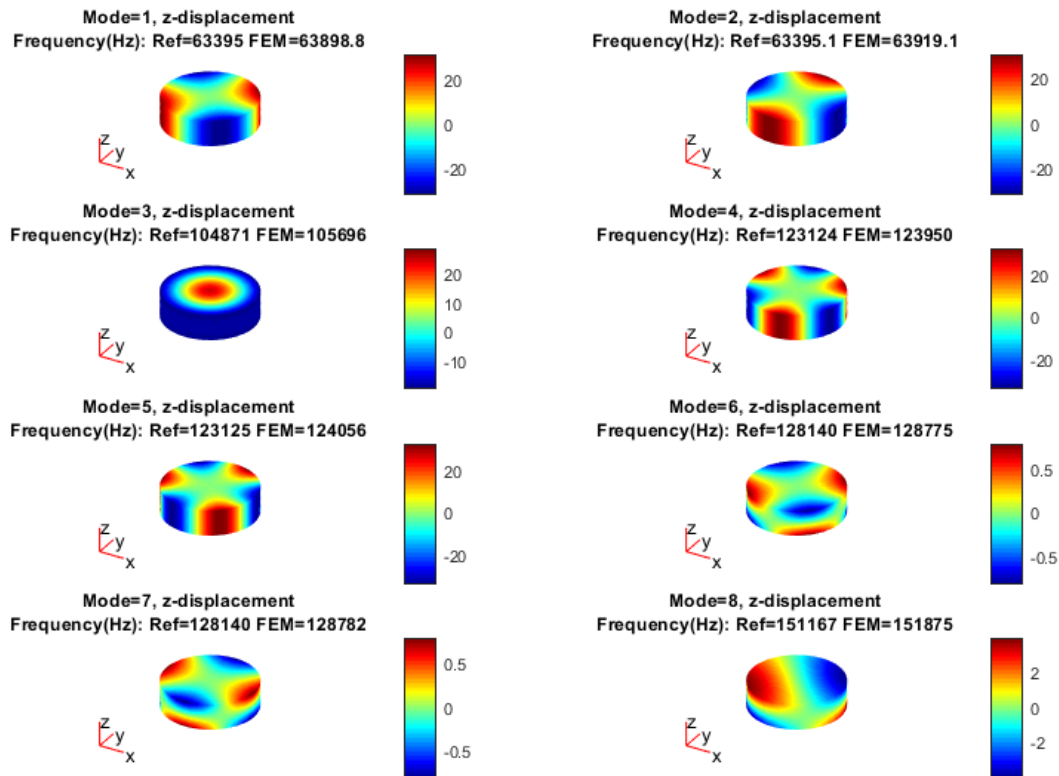 Mode=1, z-displacement
Frequency(Hz): Ref=63395 FEM=63898.8
20
0
-20
z
y
x
Mode=2, z-displacement
Frequency(Hz): Ref=63395.1 FEM=63919.1
20
0
-20
z
y
x
Mode=3, z-displacement
Frequency(Hz): Ref=104871 FEM=105696
20
10
0
-10
z
y
x
Mode=4, z-displacement
Frequency(Hz): Ref=123124 FEM=123950
20
0
-20
z
y
x
Mode=5, z-displacement
Frequency(Hz): Ref=123125 FEM=124056
20
0
-20
z
y
x
Mode=6, z-displacement
Frequency(Hz): Ref=128140 FEM=128775
0.5
0
-0.5
z
y
x
Mode=7, z-displacement
Frequency(Hz): Ref=128140 FEM=128782
0.5
0
-0.5
z
y
x
Mode=8, z-displacement
Frequency(Hz): Ref=151167 FEM=151875
2
0
-2
z
y
x